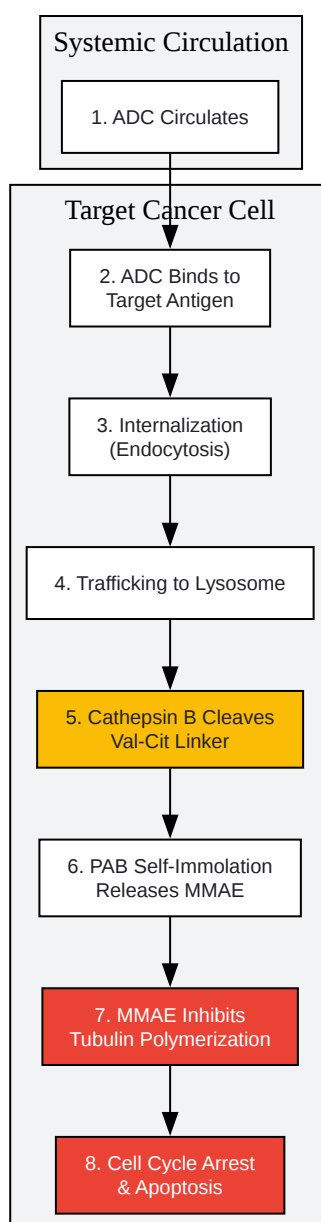 Systemic Circulation
1. ADC Circulates
Target Cancer Cell
2. ADC Binds to
Target Antigen
3. Internalization
(Endocytosis)
4. Trafficking to Lysosome
5. Cathepsin B Cleaves
Val-Cit Linker
6. PAB Self-Immolation
Releases MMAE
7. MMAE Inhibits
Tubulin Polymerization
8. Cell Cycle Arrest
& Apoptosis